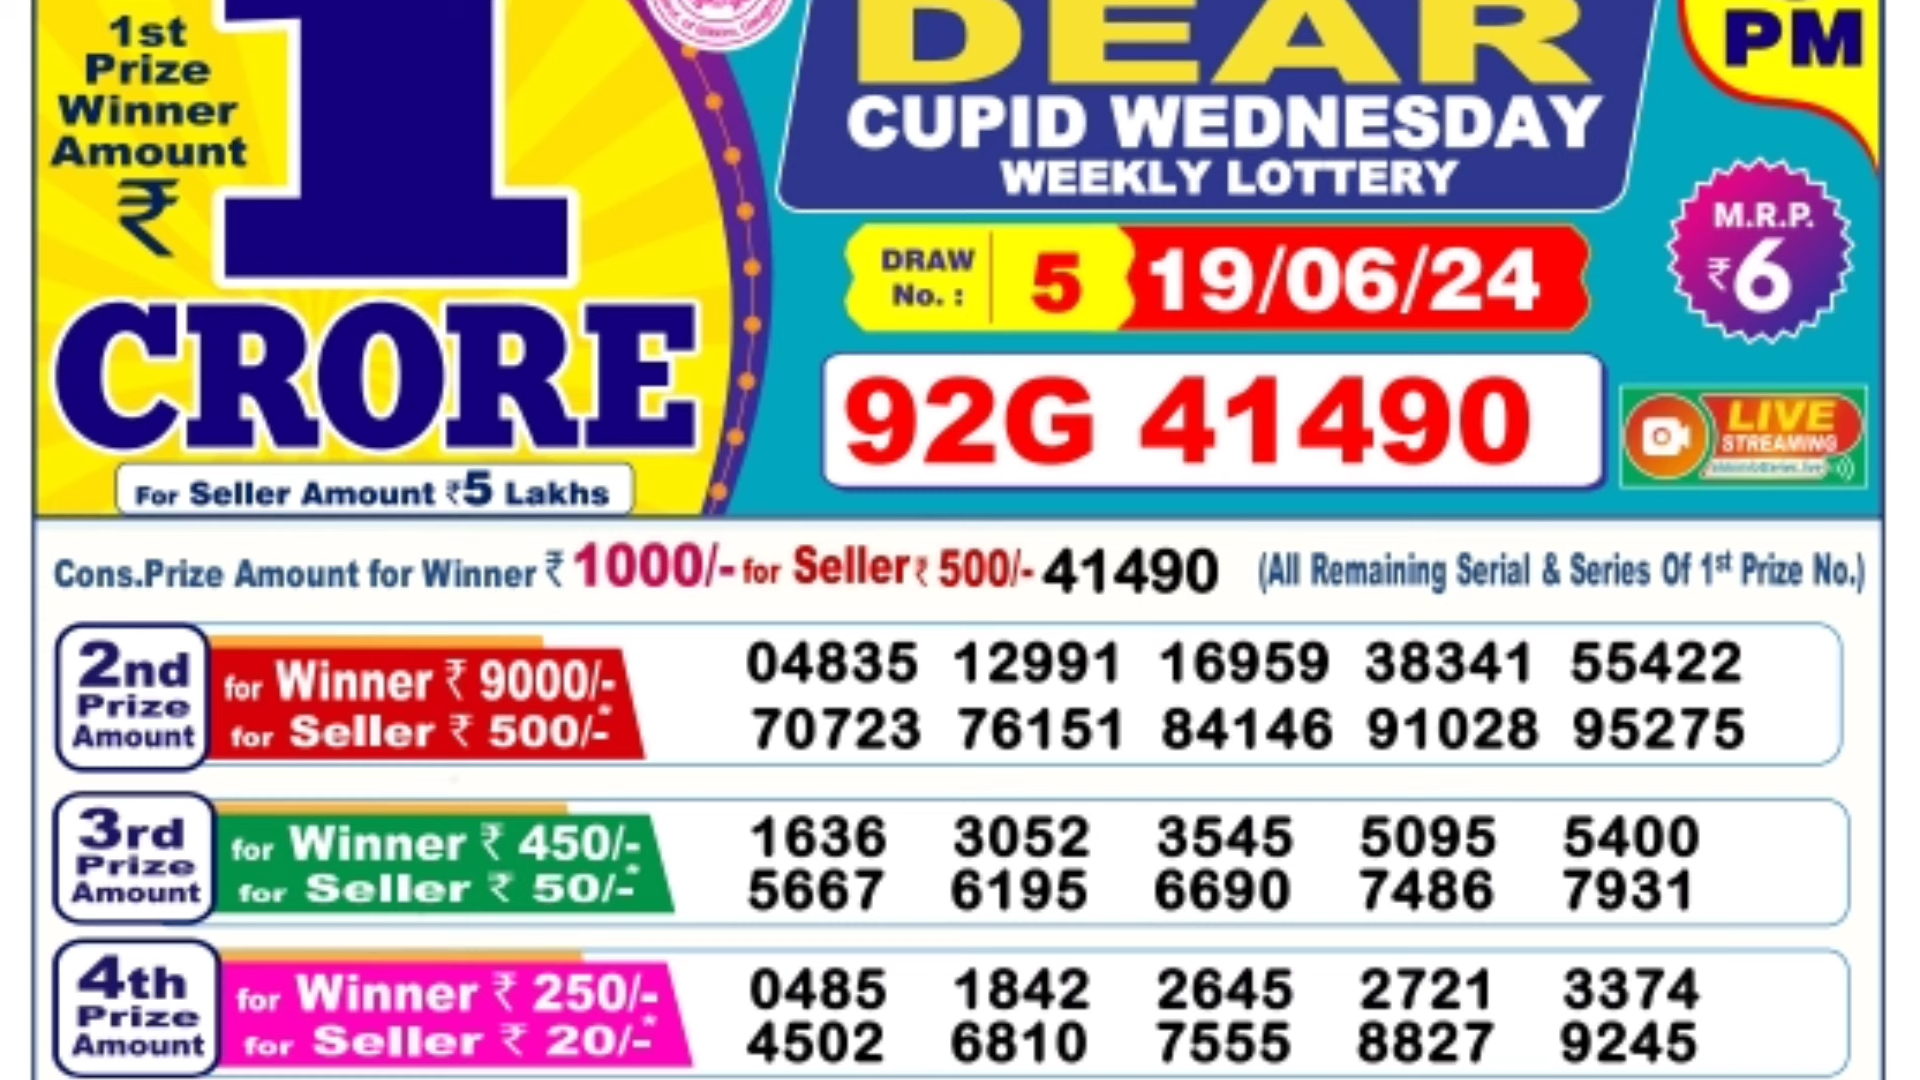 1st
Prize
Winner
Amount
₹
1
CRORE
For Seller Amount ₹5 Lakhs
DEAR
CUPID WEDNESDAY
WEEKLY LOTTERY
PM
DRAW
No. :
5
19/06/24
M.R.P.
₹6
92G 41490
LIVE
STREAMING
Cons.Prize Amount for Winner ₹ 1000/- for Seller ₹ 500/- 41490 (All Remaining Serial & Series Of 1st Prize No.)
2nd
Prize
Amount
for Winner ₹ 9000/-
for Seller ₹ 500/-*
04835 12991 16959 38341 55422
70723 76151 84146 91028 95275
3rd
Prize
Amount
for Winner ₹ 450/-
for Seller ₹ 50/-*
1636 3052 3545 5095 5400
5667 6195 6690 7486 7931
4th
Prize
Amount
for Winner ₹ 250/-
for Seller ₹ 20/-*
0485 1842 2645 2721 3374
4502 6810 7555 8827 9245